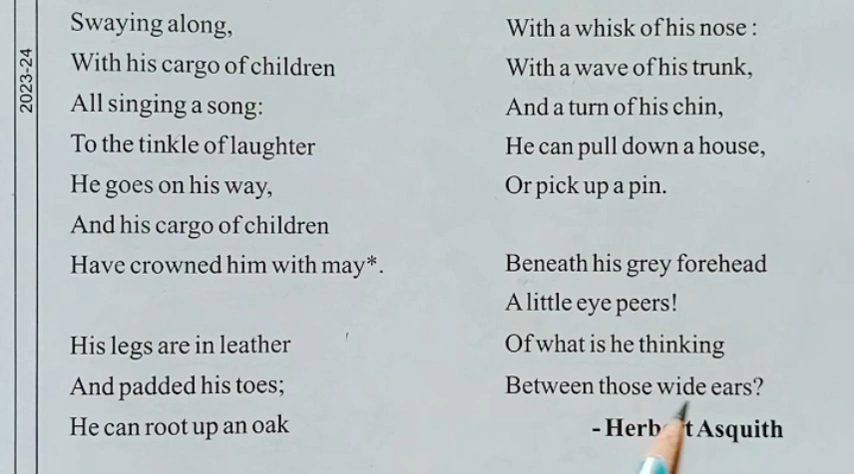 2023-24
Swaying along,
With his cargo of children
All singing a song:
To the tinkle of laughter
He goes on his way,
And his cargo of children
Have crowned him with may*.
His legs are in leather
And padded his toes;
He can root up an oak
With a whisk of his nose :
With a wave of his trunk,
And a turn of his chin,
He can pull down a house,
Or pick up a pin.
Beneath his grey forehead
A little eye peers!
Of what is he thinking
Between those wide ears?
- Asquith